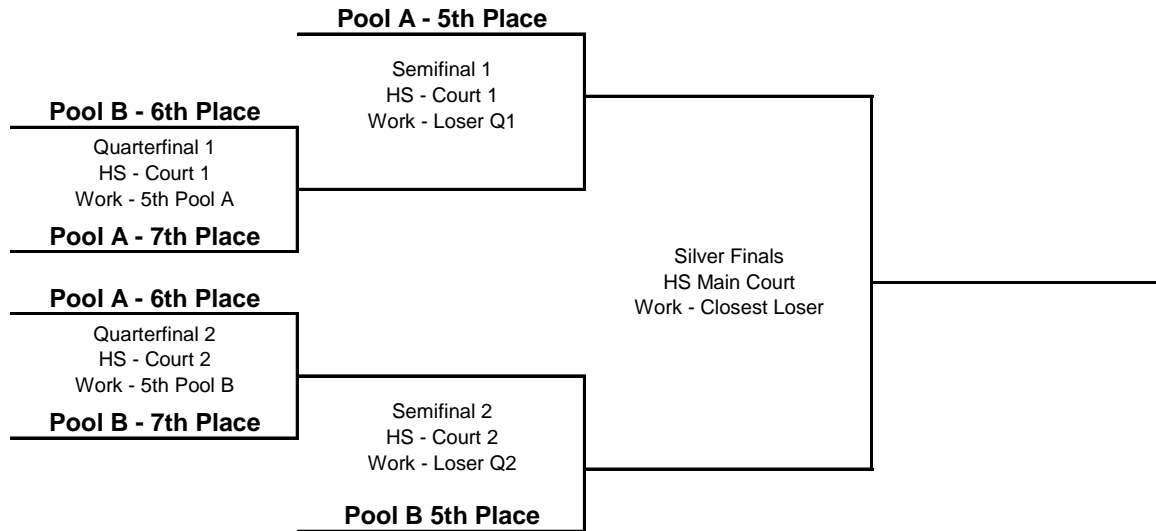 Pool A - 5th Place
Semifinal 1
HS - Court 1
Work - Loser Q1
Pool B - 6th Place
Quarterfinal 1
HS - Court 1
Work - 5th Pool A
Pool A - 7th Place
Silver Finals
HS Main Court
Work - Closest Loser
Pool A - 6th Place
Quarterfinal 2
HS - Court 2
Work - 5th Pool B
Pool B - 7th Place
Semifinal 2
HS - Court 2
Work - Loser Q2
Pool B 5th Place